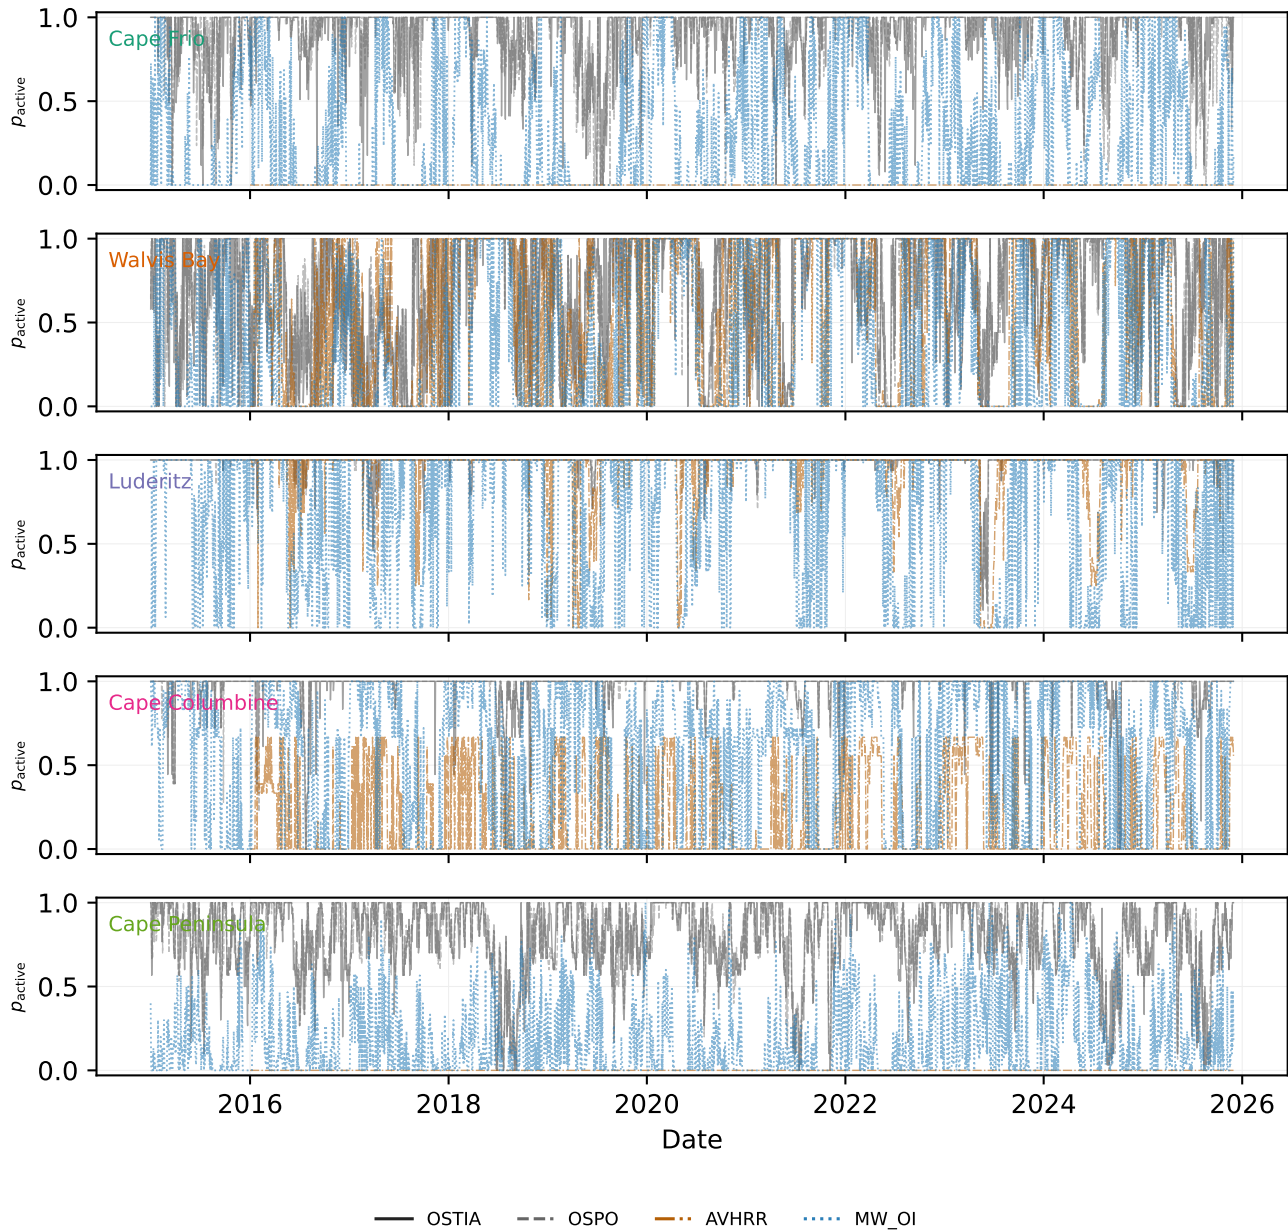 1.0
Cape Frio
0.5
p_active
0.0
1.0
Walvis Bay
0.5
p_active
0.0
1.0
Luderitz
0.5
p_active
0.0
1.0
Cape Columbine
0.5
p_active
0.0
1.0
Cape Peninsula
0.5
p_active
0.0
2016 2018 2020 2022 2024 2026
Date
OSTIA OSPO AVHRR MW_OI